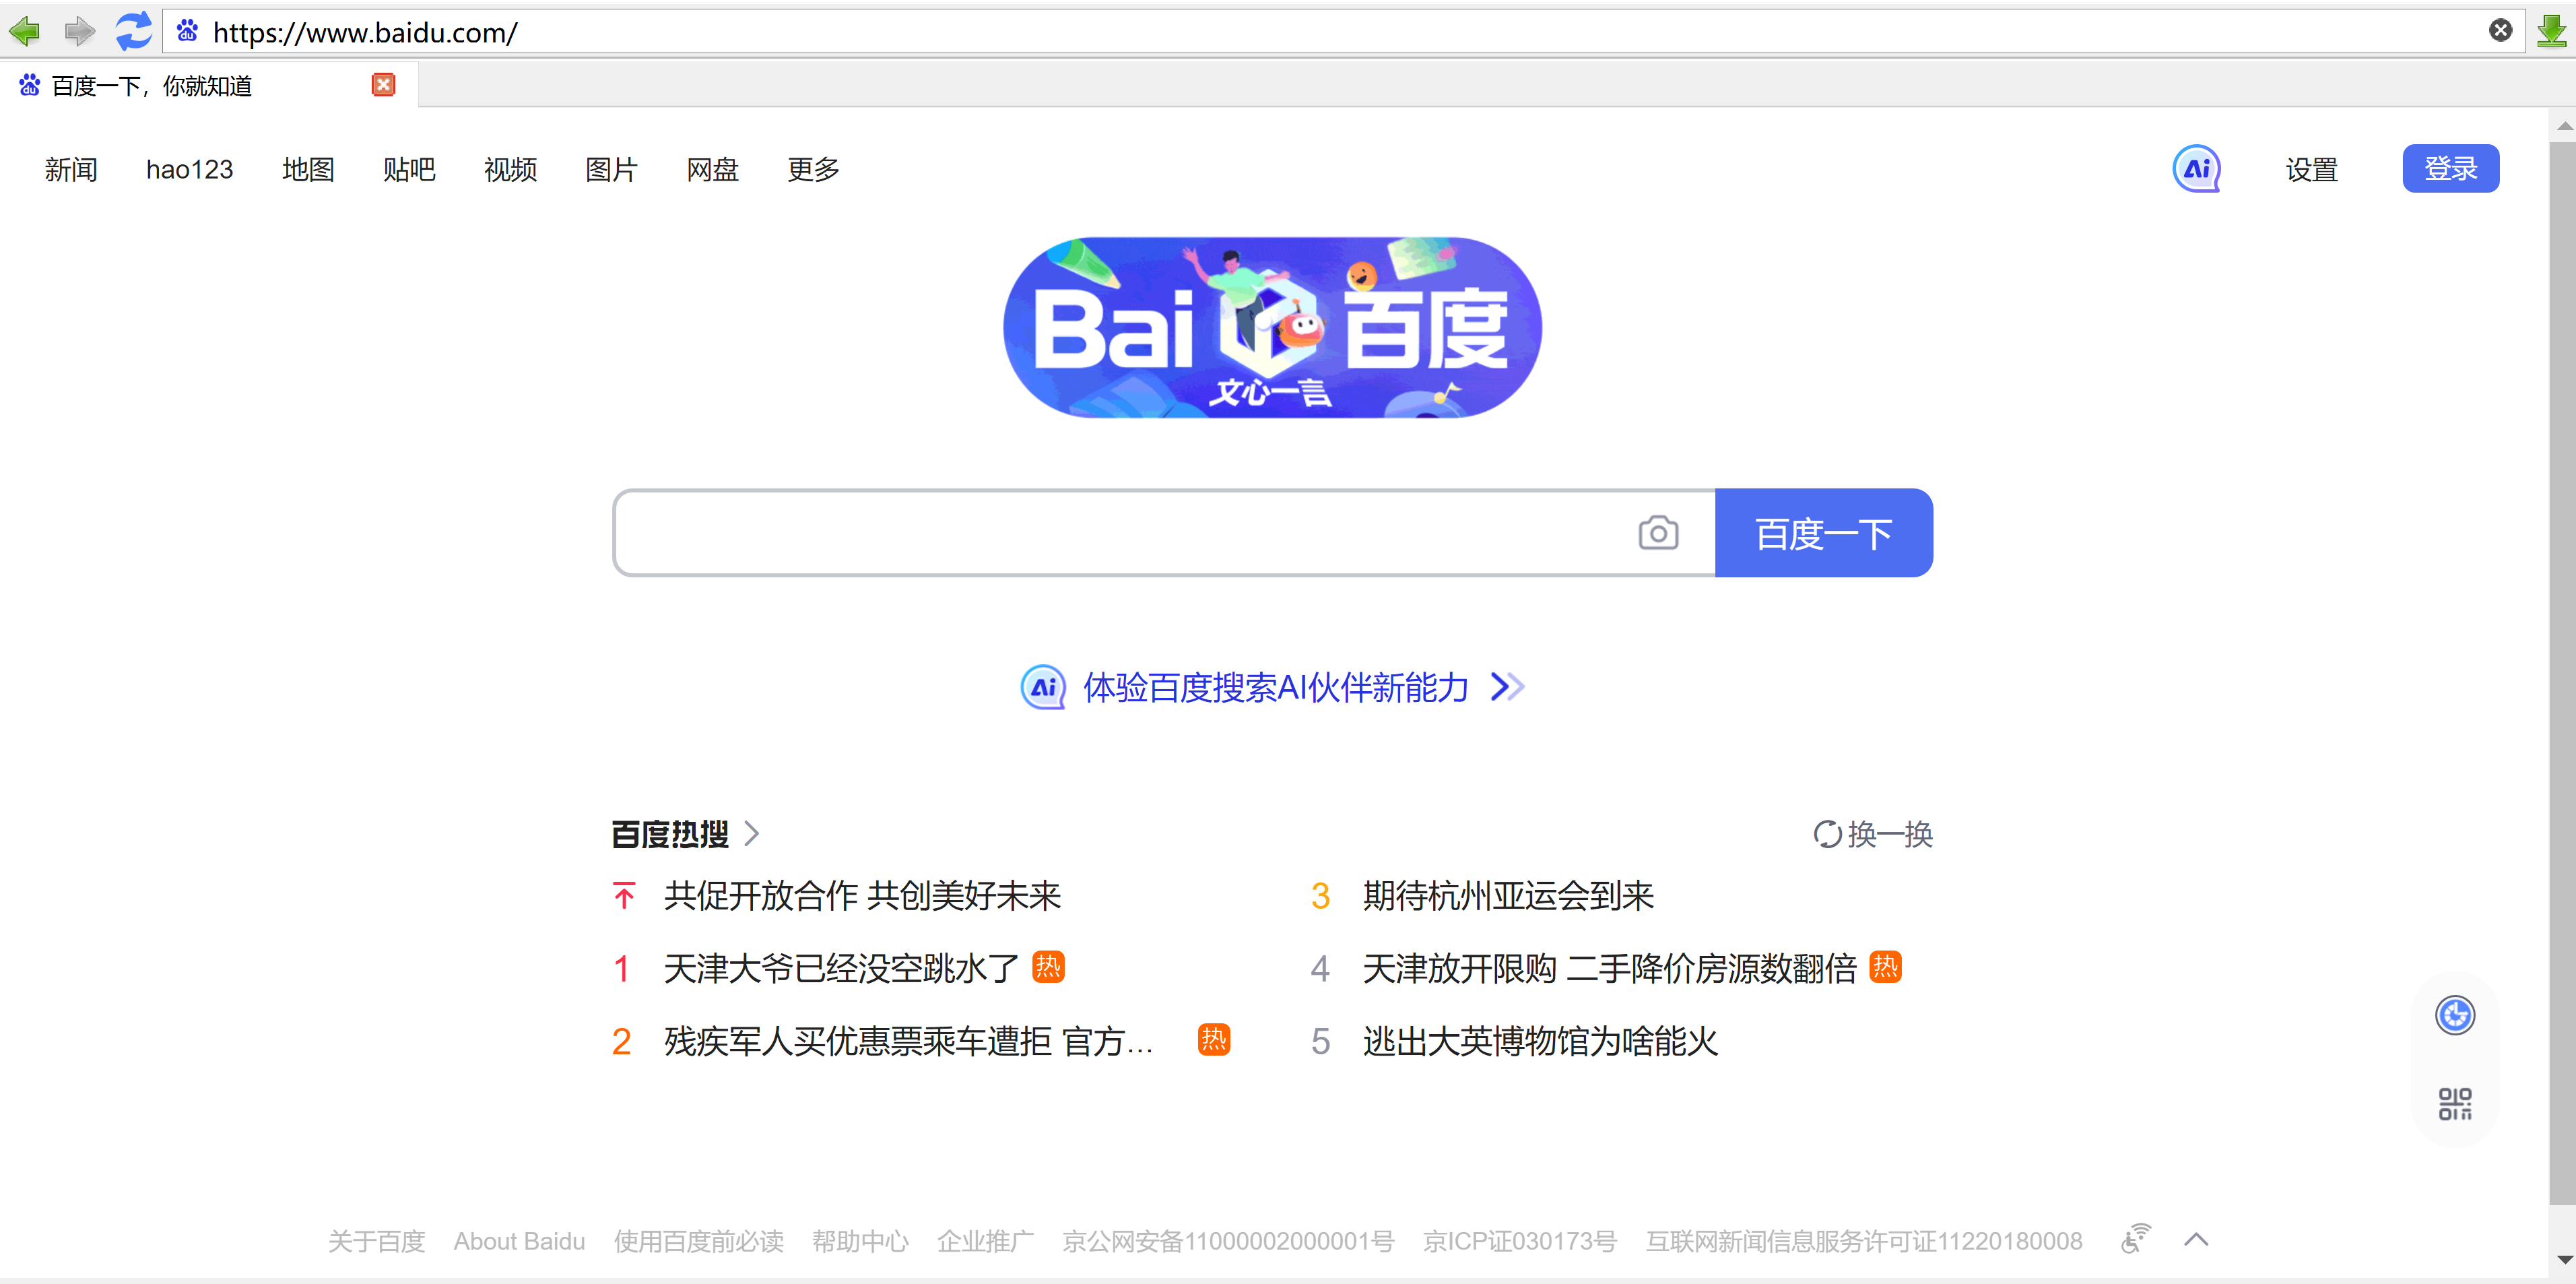 https://www.baidu.com/
百度一下，你就知道
新闻 hao123 地图 贴吧 视频 图片 网盘 更多 Ai 设置 登录
Bai du 百度
文心一言
百度一下
Ai 体验百度搜索AI伙伴新能力
百度热搜 换一换
共促开放合作 共创美好未来
1 天津大爷已经没空跳水了 热
2 残疾军人买优惠票乘车遭拒 官方... 热
3 期待杭州亚运会到来
4 天津放开限购 二手降价房源数翻倍 热
5 逃出大英博物馆为啥能火
关于百度 About Baidu 使用百度前必读 帮助中心 企业推广 京公网安备11000002000001号 京ICP证030173号 互联网新闻信息服务许可证11220180008